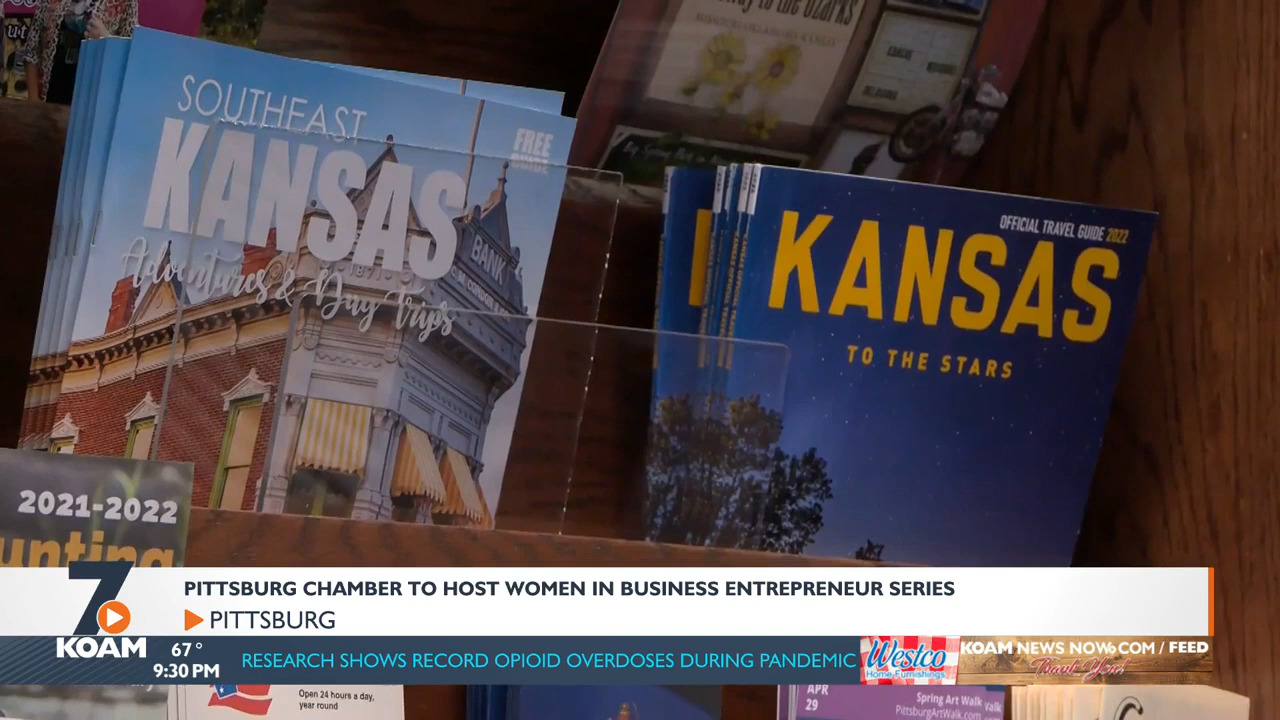 SOUTHEAST
KANSAS
Adventures & Day Trips
FREE
GUIDE
BANK
1871
OFFICIAL TRAVEL GUIDE 2022
KANSAS
TO THE STARS
2021-2022
PITTSBURG CHAMBER TO HOST WOMEN IN BUSINESS ENTREPRENEUR SERIES
PITTSBURG
7
KOAM
67°
9:30 PM
RESEARCH SHOWS RECORD OPIOID OVERDOSES DURING PANDEMIC
Westco
Home Furnishings
KOAM NEWS NOW.COM / FEED
Thank You!
Open 24 hours a day,
year round
APR
29
Spring Art Walk
PittsburgArtWalk.com